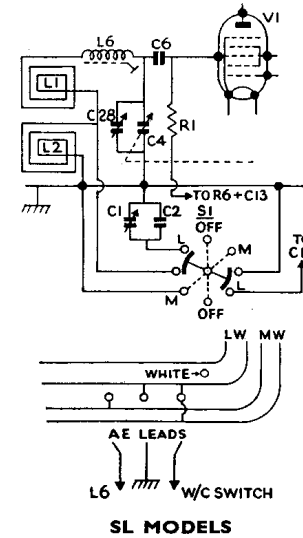 L6 C6 V1
L1
C28
C4
R1
L2
TO R6 + C13
C1 C2 S1 TO
OFF C1
L M
M L
OFF
LW MW
WHITE→
AE LEADS
L6 W/C SWITCH
SL MODELS